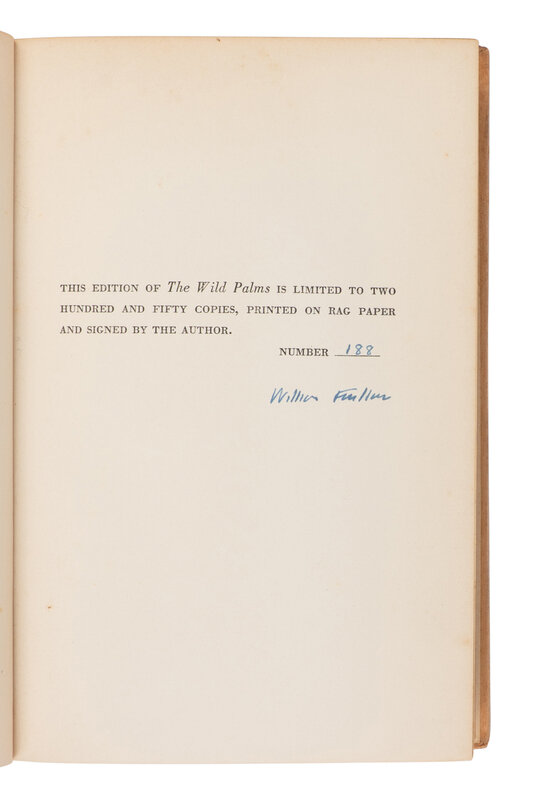 THIS EDITION OF The Wild Palms IS LIMITED TO TWO
HUNDRED AND FIFTY COPIES, PRINTED ON RAG PAPER
AND SIGNED BY THE AUTHOR.
NUMBER 188
William Faulkner